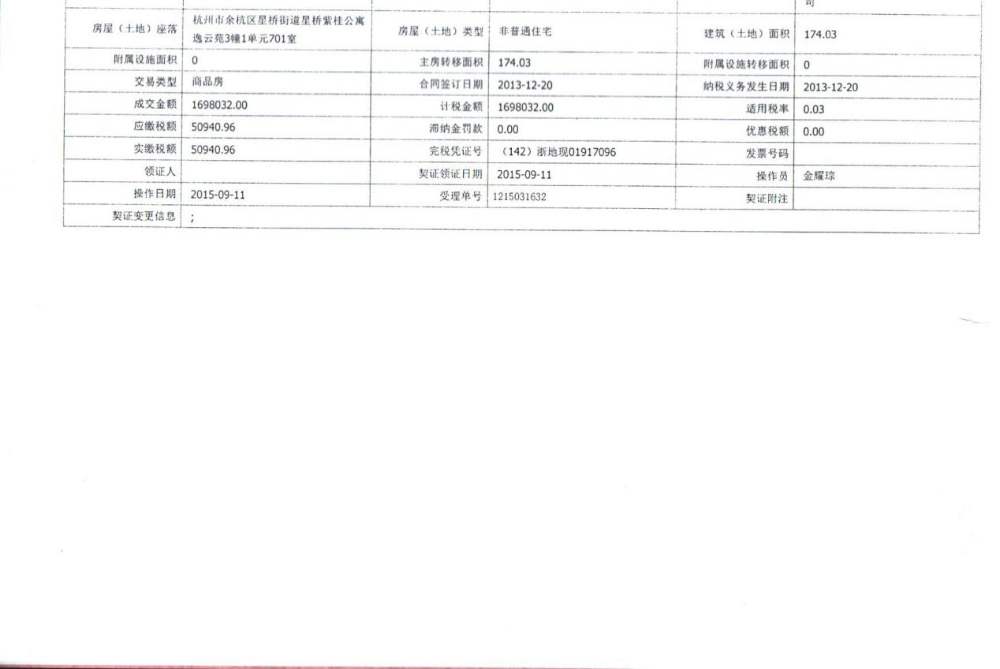 司
房屋（土地）座落 杭州市余杭区星桥街道星桥紫桂公寓逸云苑3幢1单元701室 房屋（土地）类型 非普通住宅 建筑（土地）面积 174.03
附属设施面积 0 主房转移面积 174.03 附属设施转移面积 0
交易类型 商品房 合同签订日期 2013-12-20 纳税义务发生日期 2013-12-20
成交金额 1698032.00 计税金额 1698032.00 适用税率 0.03
应缴税额 50940.96 滞纳金罚款 0.00 优惠税额 0.00
实缴税额 50940.96 完税凭证号 （142）浙地现01917096 发票号码
领证人 契证领证日期 2015-09-11 操作员 金耀琮
操作日期 2015-09-11 受理单号 1215031632 契证附注
契证变更信息 ;